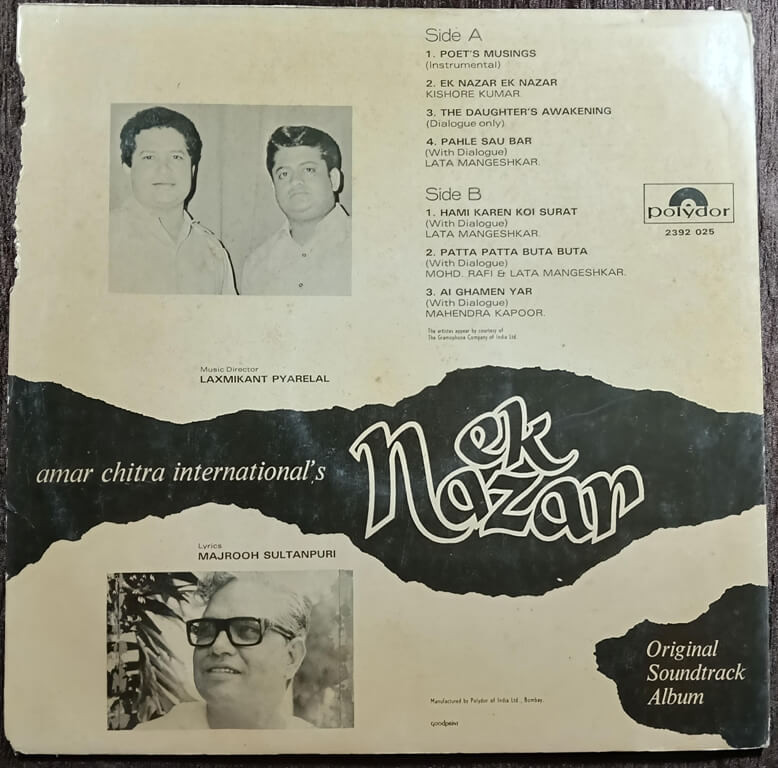 Side A
1. POET'S MUSINGS
(Instrumental)
2. EK NAZAR EK NAZAR
KISHORE KUMAR
3. THE DAUGHTER'S AWAKENING
(Dialogue only)
4. PAHLE SAU BAR
(With Dialogue)
LATA MANGESHKAR.
Side B
1. HAMI KAREN KOI SURAT
(With Dialogue)
LATA MANGESHKAR.
2. PATTA PATTA BUTA BUTA
(With Dialogue)
MOHD. RAFI & LATA MANGESHKAR.
3. AI GHAMEN YAR
(With Dialogue)
MAHENDRA KAPOOR.
The artistes appear by courtesy of
The Gramophone Company of India Ltd.
polydor
2392 025
Music Director
LAXMIKANT PYARELAL
amar chitra international's
ek
Nazar
Lyrics
MAJROOH SULTANPURI
Original
Soundtrack
Album
Manufactured by Polydor of India Ltd., Bombay.
goodprint